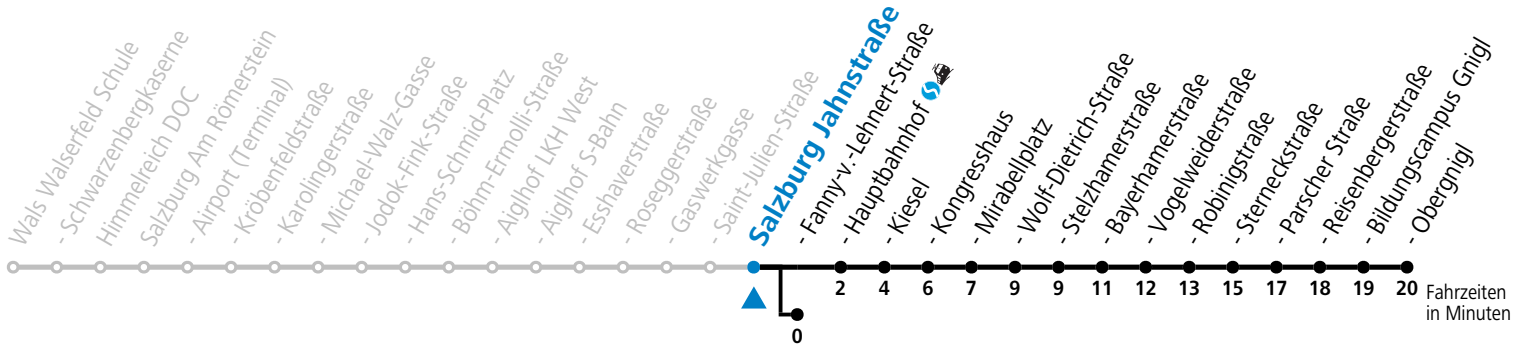 Wals Walserfeld Schule
- Schwarzenbergkaserne
Himmelreich DOC
Salzburg Am Römerstein
- Airport (Terminal)
- Kröbenfeldstraße
- Karolingerstraße
- Michael-Walz-Gasse
- Jodok-Fink-Straße
- Hans-Schmid-Platz
- Böhm-Ermolli-Straße
- Aiglhof LKH West
- Aiglhof S-Bahn
- Esshaverstraße
- Roseggerstraße
- Gaswerkgasse
- Saint-Julien-Straße
Salzburg Jahnstraße
- Fanny-v.-Lehnert-Straße
- Hauptbahnhof
- Kiesel
- Kongresshaus
- Mirabellplatz
- Wolf-Dietrich-Straße
- Stelzhamerstraße
- Bayerhamerstraße
- Vogelweiderstraße
- Robinigstraße
- Sterneckstraße
- Parscher Straße
- Reisenbergerstraße
- Bildungscampus Gnigl
- Obergnigl
2 4 6 7 9 9 11 12 13 15 17 18 19 20
Fahrzeiten
in Minuten
0